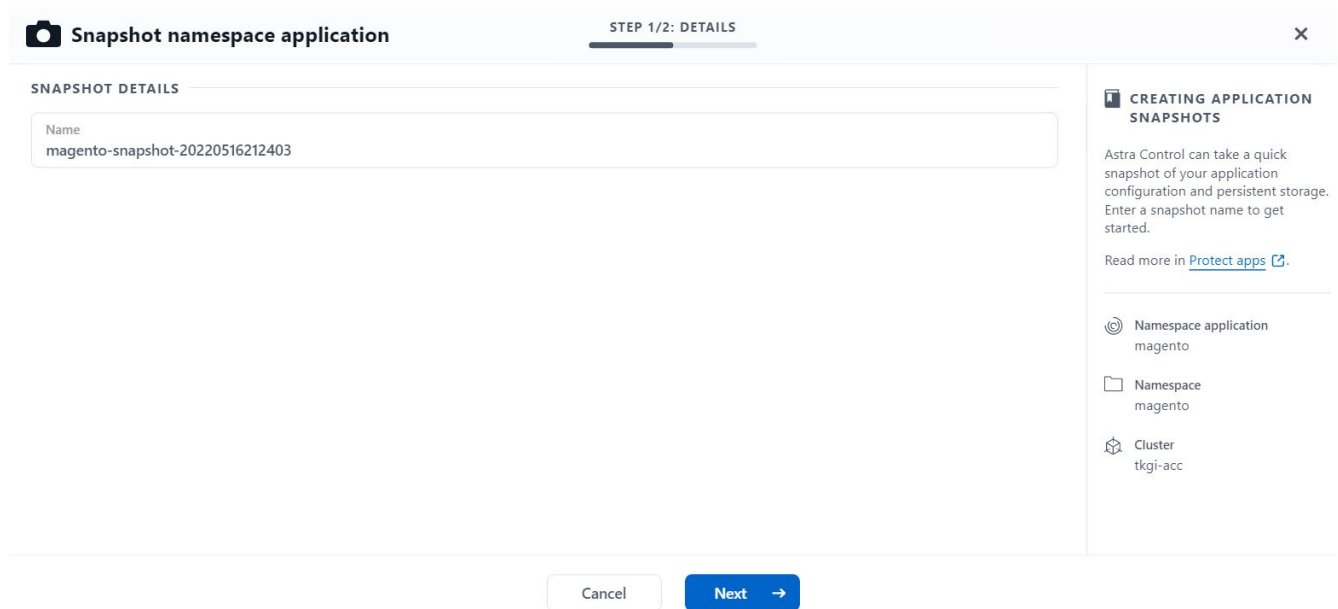 Snapshot namespace application
STEP 1/2: DETAILS
SNAPSHOT DETAILS
Name
magento-snapshot-20220516212403
CREATING APPLICATION
SNAPSHOTS
Astra Control can take a quick
snapshot of your application
configuration and persistent storage.
Enter a snapshot name to get
started.
Read more in Protect apps.
Namespace application
magento
Namespace
magento
Cluster
tkgi-acc
Cancel
Next